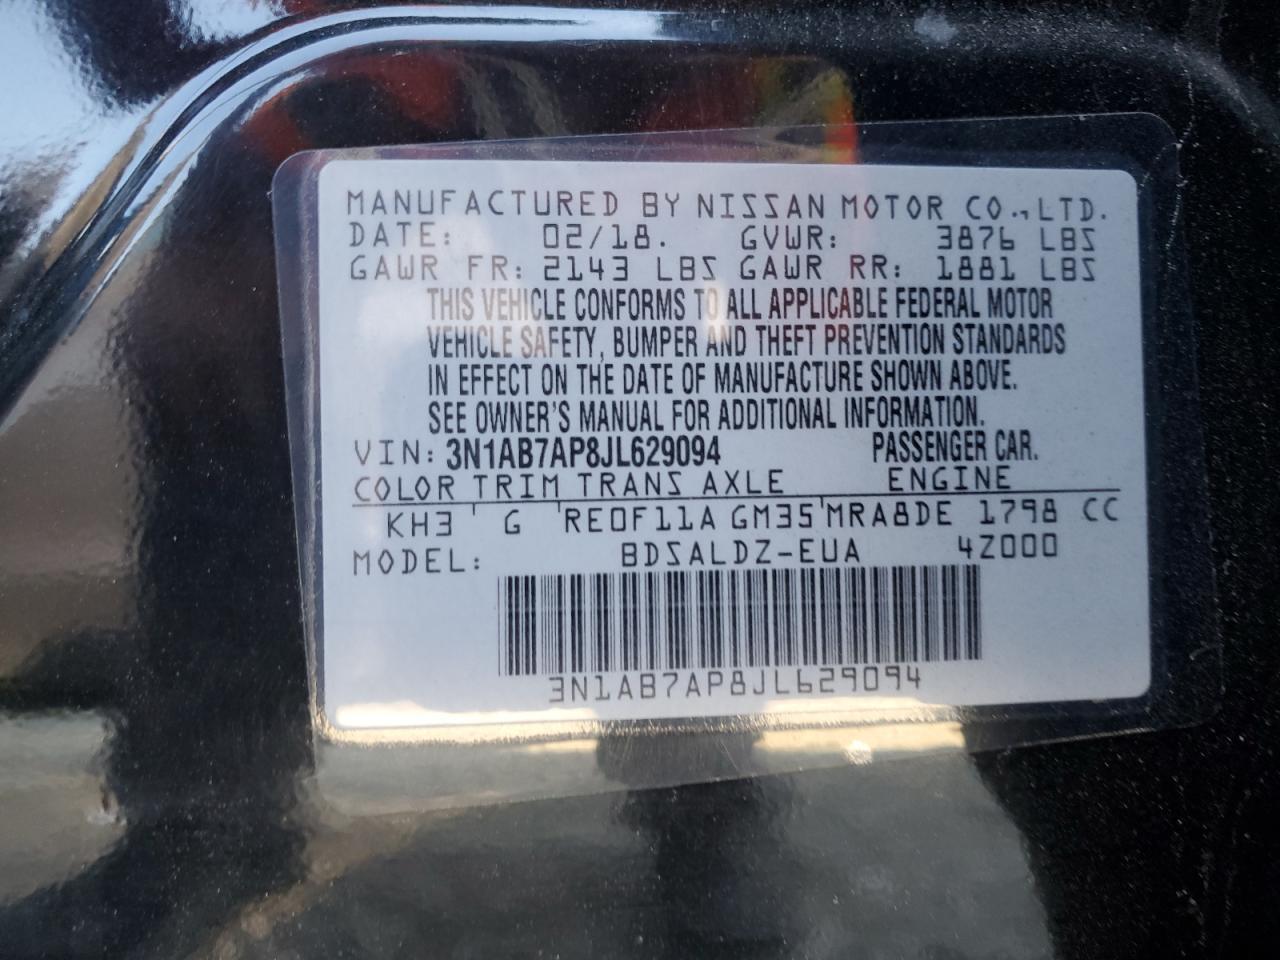 MANUFACTURED BY NISSAN MOTOR CO., LTD.
DATE: 02/18. GVWR: 3876 LBS
GAWR FR: 2143 LBS GAWR RR: 1881 LBS
THIS VEHICLE CONFORMS TO ALL APPLICABLE FEDERAL MOTOR
VEHICLE SAFETY, BUMPER AND THEFT PREVENTION STANDARDS
IN EFFECT ON THE DATE OF MANUFACTURE SHOWN ABOVE.
SEE OWNER'S MANUAL FOR ADDITIONAL INFORMATION.
VIN: 3N1AB7AP8JL629094 PASSENGER CAR.
COLOR TRIM TRANS AXLE ENGINE
KH3 ' G ' RE0F11A GM35 ' MRA8DE 1798 CC
MODEL: BDSALDZ-EUA 4Z000
3N1AB7AP8JL629094